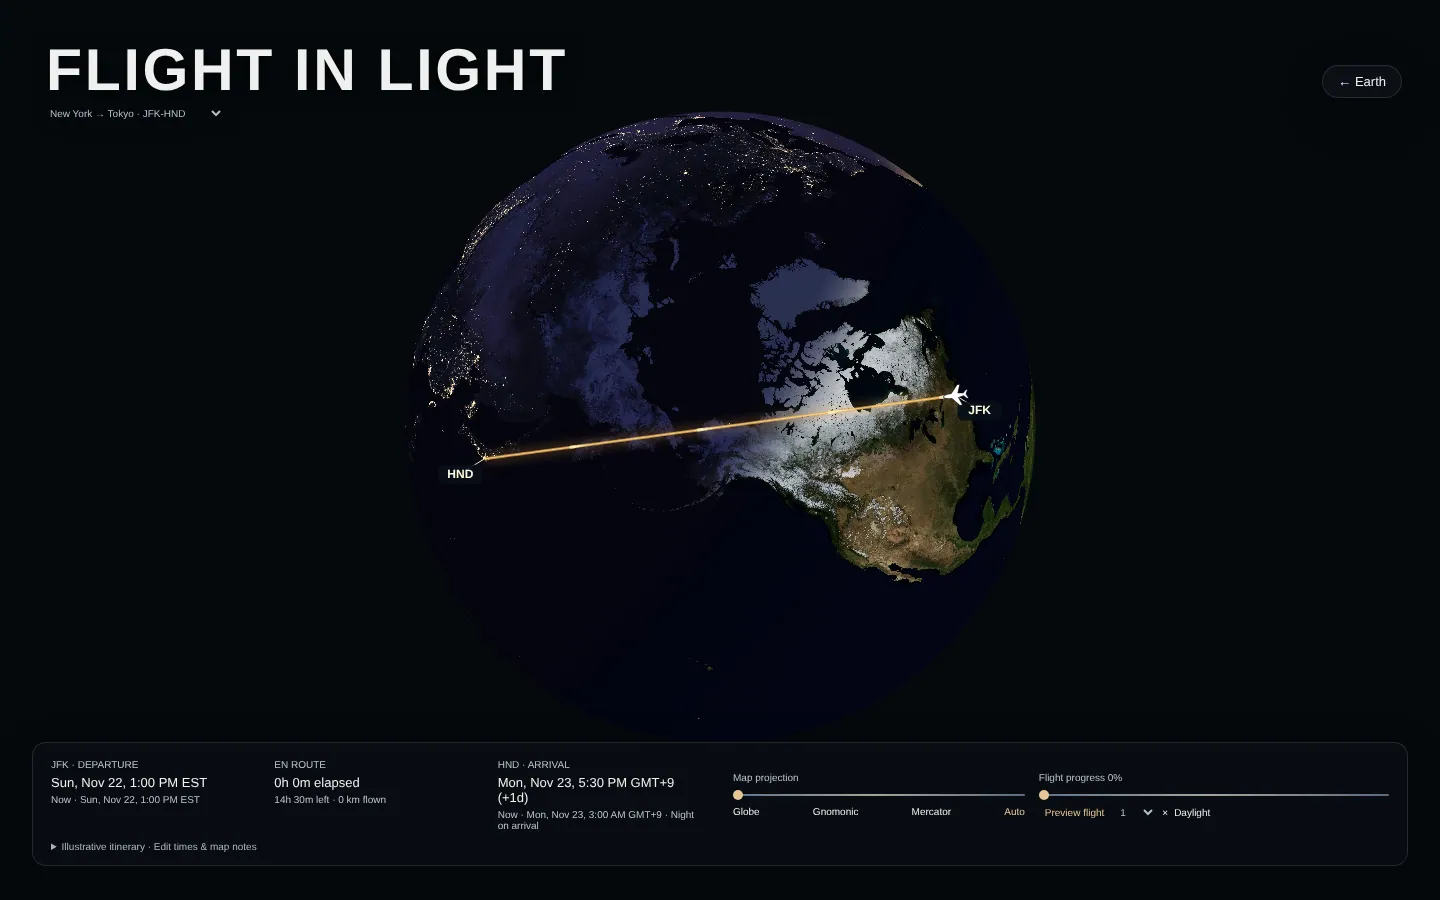 FLIGHT IN LIGHT
← Earth
New York → Tokyo · JFK-HND
JFK
HND
JFK · DEPARTURE
Sun, Nov 22, 1:00 PM EST
Now · Sun, Nov 22, 1:00 PM EST
EN ROUTE
0h 0m elapsed
14h 30m left · 0 km flown
HND · ARRIVAL
Mon, Nov 23, 5:30 PM GMT+9
(+1d)
Now · Mon, Nov 23, 3:00 AM GMT+9 · Night
on arrival
Map projection
Globe Gnomonic Mercator Auto
Flight progress 0%
Preview flight 1 × Daylight
▶ Illustrative itinerary · Edit times & map notes